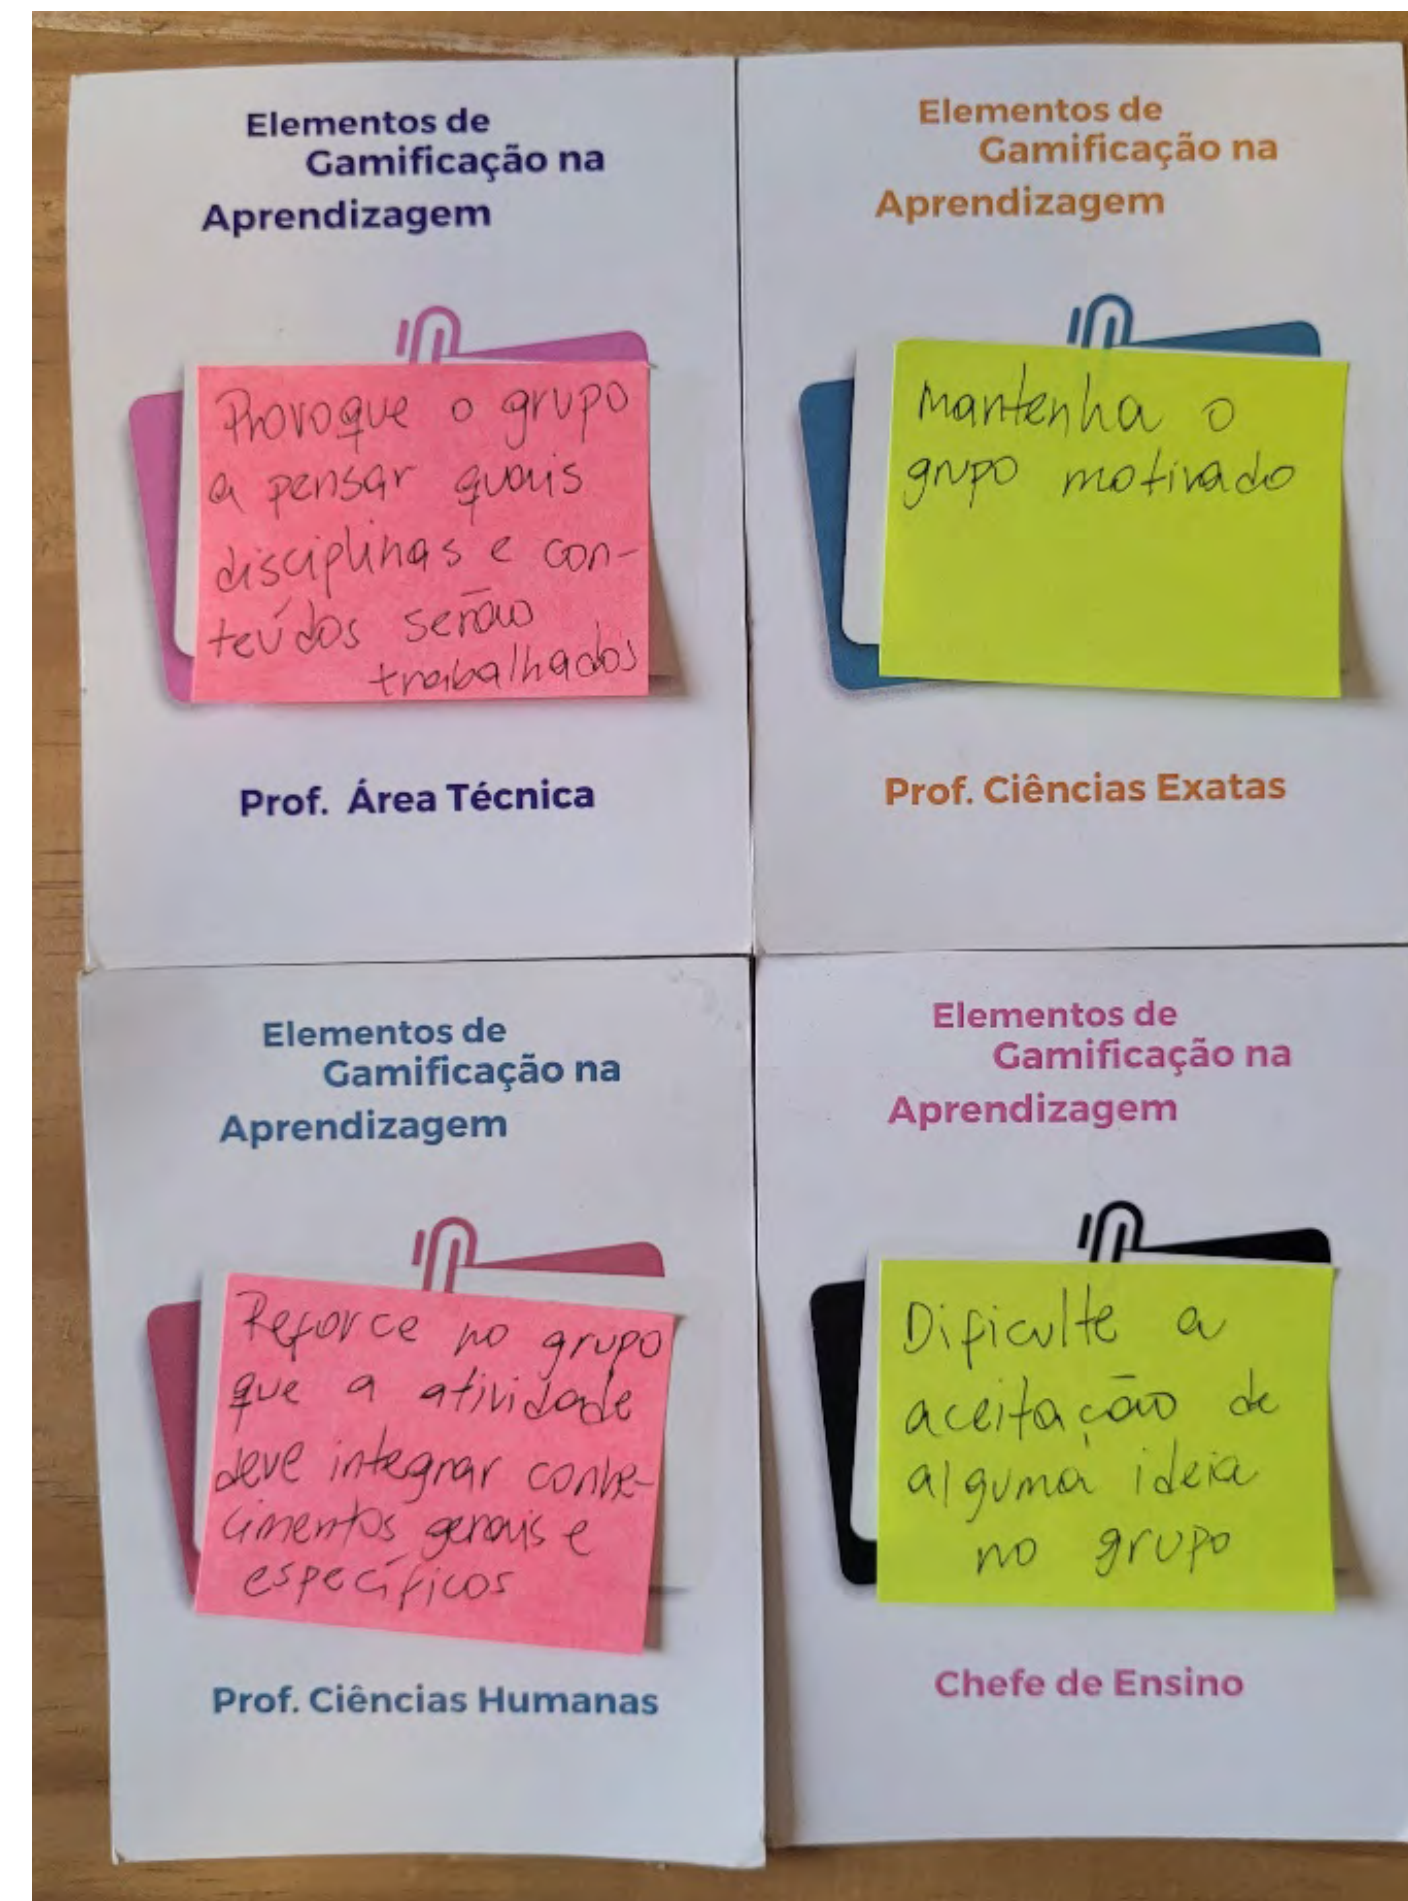 Elementos de
Gamificação na
Aprendizagem
Provoque o grupo
a pensar quais
disciplinas e con-
teúdos serão
trabalhados
Prof. Área Técnica
Elementos de
Gamificação na
Aprendizagem
Mantenha o
grupo motivado
Prof. Ciências Exatas
Elementos de
Gamificação na
Aprendizagem
Reforce no grupo
que a atividade
deve integrar conhe-
cimentos gerais e
específicos
Prof. Ciências Humanas
Elementos de
Gamificação na
Aprendizagem
Dificulte a
aceitação de
alguma ideia
no grupo
Chefe de Ensino